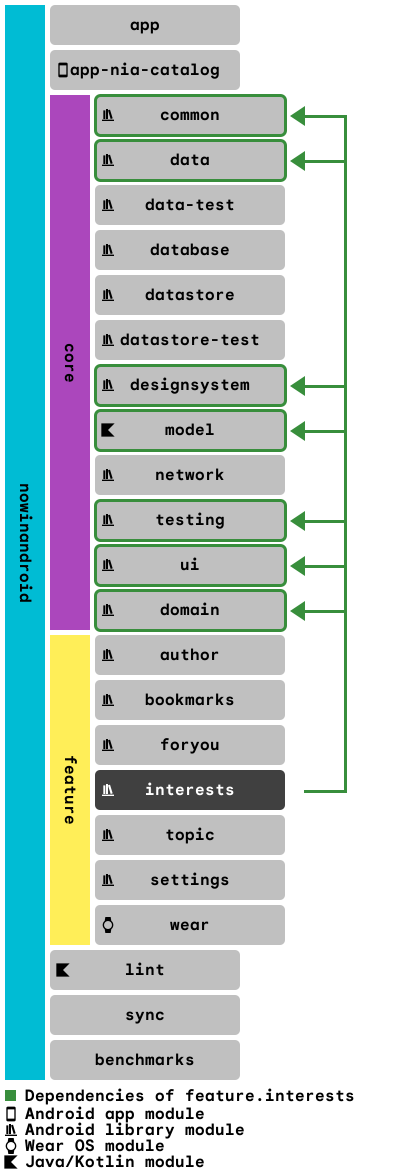 nowinandroid
app
app-nia-catalog
core
common
data
data-test
database
datastore
datastore-test
designsystem
model
network
testing
ui
domain
feature
author
bookmarks
foryou
interests
topic
settings
wear
lint
sync
benchmarks
Dependencies of feature.interests
Android app module
Android library module
Wear OS module
Java/Kotlin module